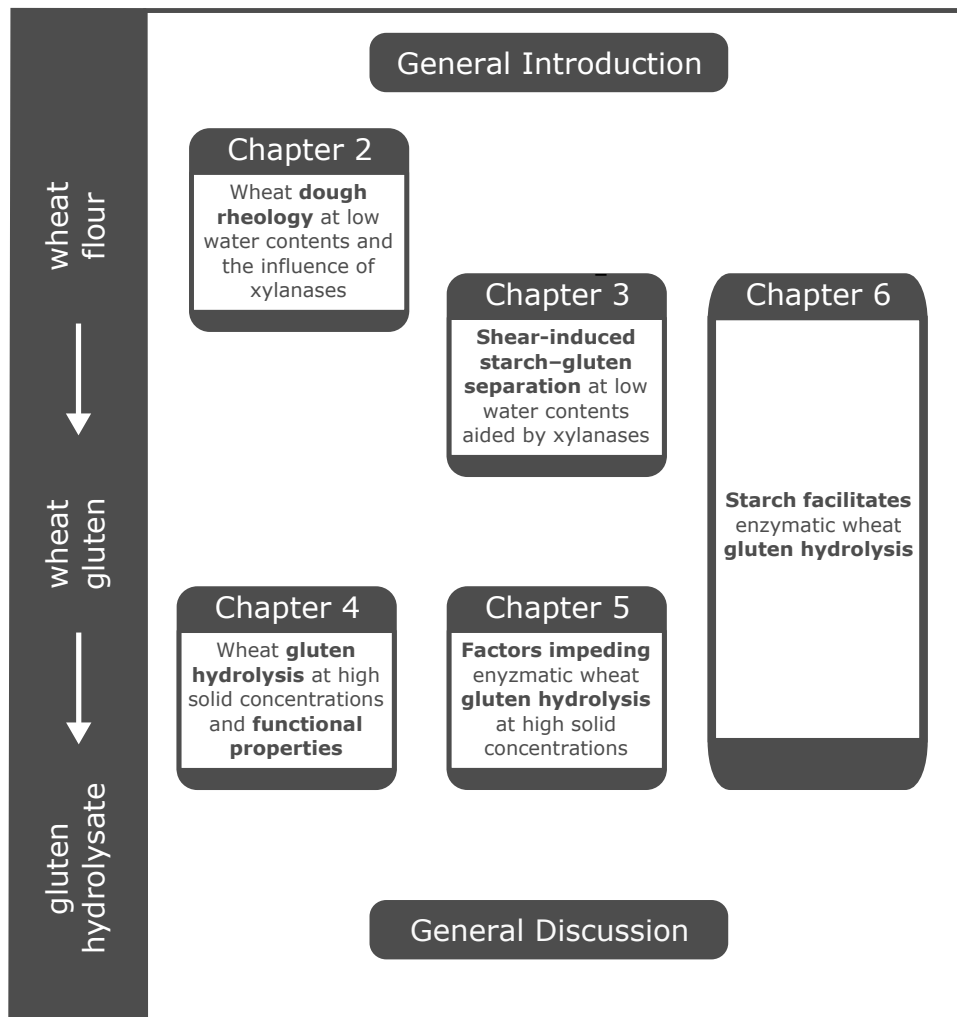 General Introduction
wheat
flour
wheat
gluten
gluten
hydrolysate
Chapter 2
Wheat dough
rheology at low
water contents and
the influence of
xylanases
Chapter 3
Shear-induced
starch–gluten
separation at low
water contents
aided by xylanases
Chapter 6
Starch facilitates
enzymatic wheat
gluten hydrolysis
Chapter 4
Wheat gluten
hydrolysis at high
solid concentrations
and functional
properties
Chapter 5
Factors impeding
enyzmatic wheat
gluten hydrolysis
at high solid
concentrations
General Discussion